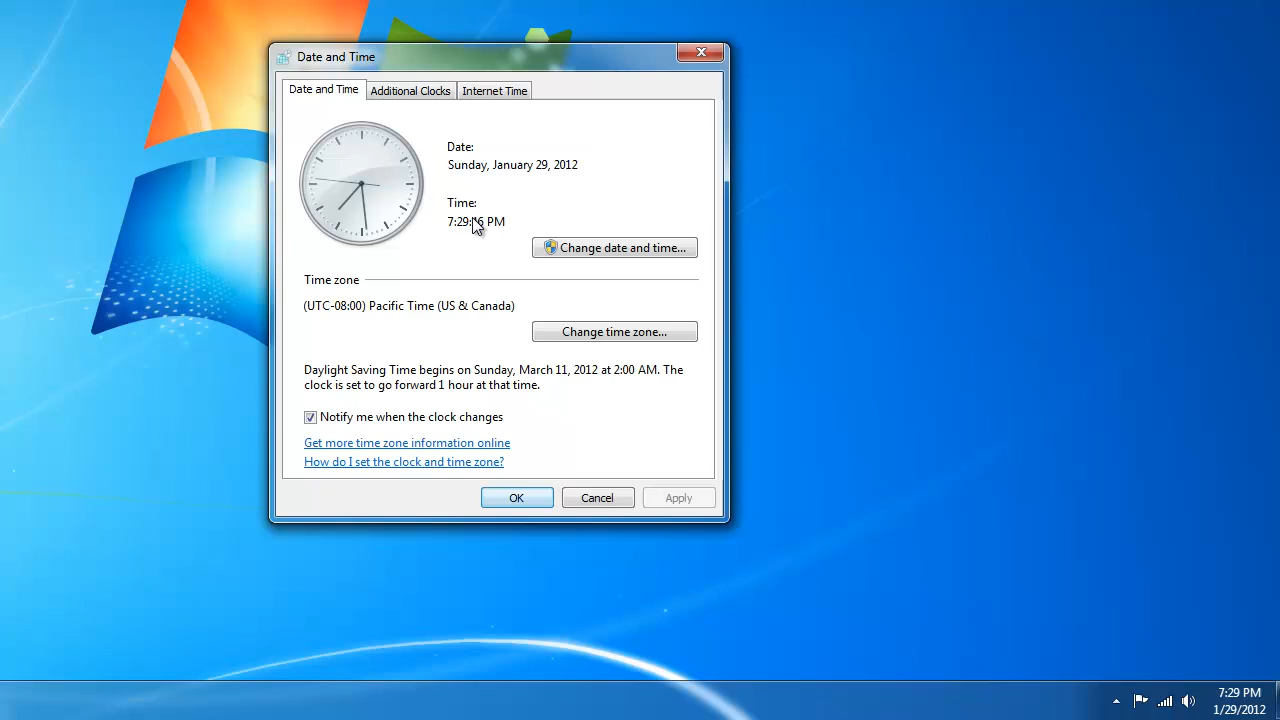 Date and Time
Date and Time
Additional Clocks
Internet Time
Date:
Sunday, January 29, 2012
Time:
PM
Change date and time...
Time zone
(UTC-08:00) Pacific Time (US & Canada)
Change time zone...
Daylight Saving Time begins on Sunday, March 11, 2012 at 2:00 AM. The
clock is set to go forward 1 hour at that time.
Notify me when the clock changes
Get more time zone information online
How do I set the clock and time zone?
OK
Cancel
Apply
7:29 PM
1/29/2012